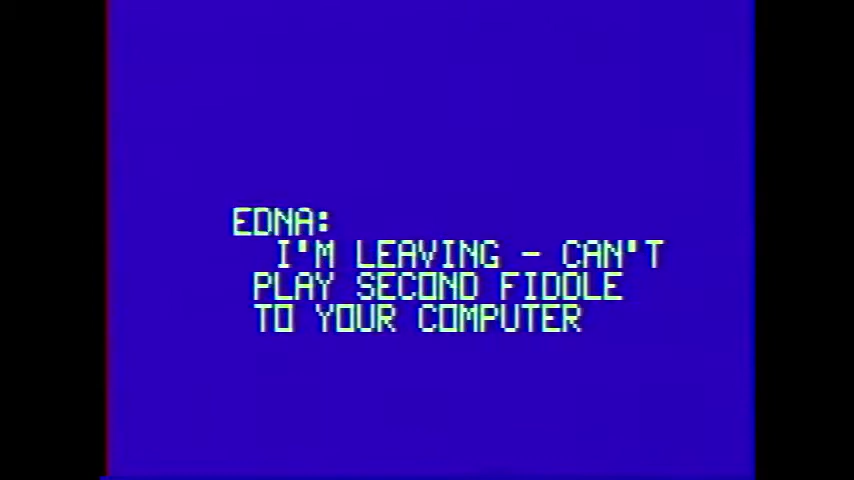 EDNA:
I'M LEAVING - CAN'T
PLAY SECOND FIDDLE
TO YOUR COMPUTER